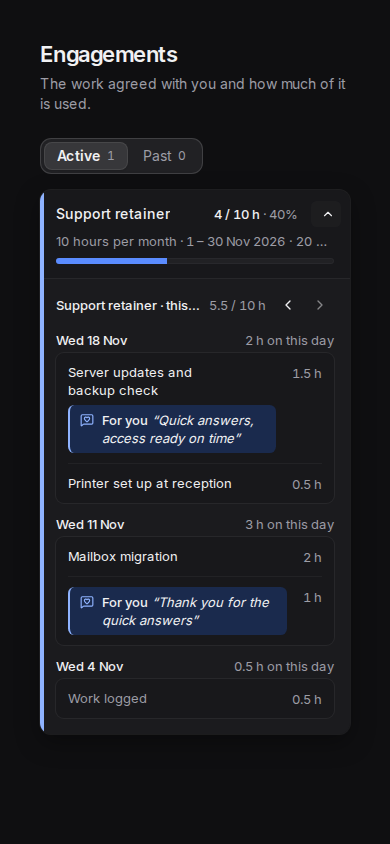 Engagements
The work agreed with you and how much of it
is used.
Active 1 Past 0
Support retainer 4 / 10 h · 40%
10 hours per month · 1 – 30 Nov 2026 · 20 ...
Support retainer · this... 5.5 / 10 h
Wed 18 Nov 2 h on this day
Server updates and 1.5 h
backup check
For you “Quick answers,
access ready on time”
Printer set up at reception 0.5 h
Wed 11 Nov 3 h on this day
Mailbox migration 2 h
For you “Thank you for the 1 h
quick answers”
Wed 4 Nov 0.5 h on this day
Work logged 0.5 h